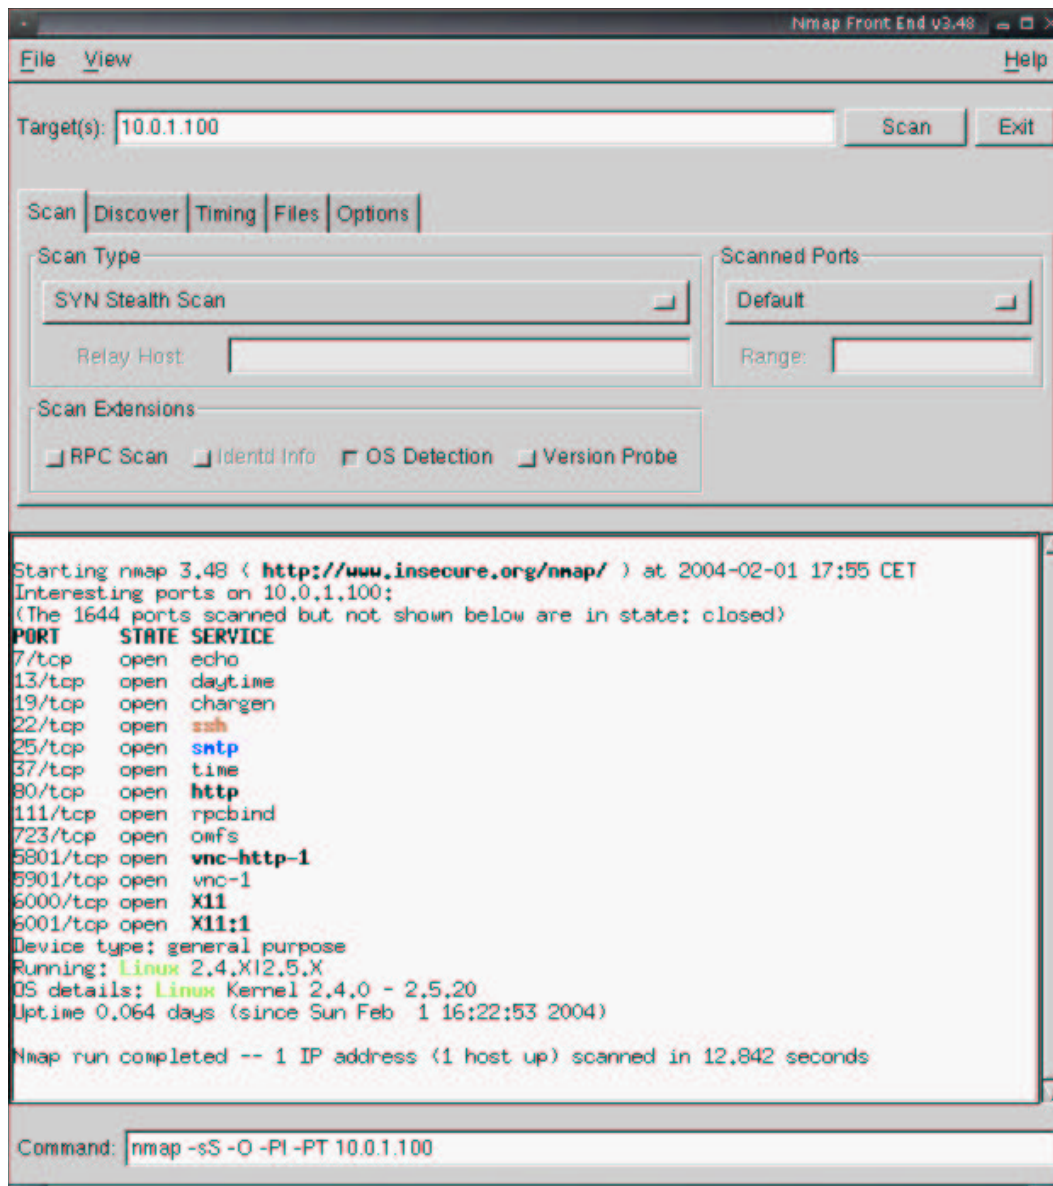 Nmap Front End v3.48
File View Help
Target(s): 10.0.1.100 Scan Exit
Scan Discover Timing Files Options
Scan Type Scanned Ports
SYN Stealth Scan Default
Relay Host: Range:
Scan Extensions
RPC Scan Identd Info OS Detection Version Probe
Starting nmap 3.48 ( http://www.insecure.org/nmap/ ) at 2004-02-01 17:55 CET
Interesting ports on 10.0.1.100:
(The 1644 ports scanned but not shown below are in state: closed)
PORT STATE SERVICE
7/tcp open echo
13/tcp open daytime
19/tcp open chargen
22/tcp open ssh
25/tcp open smtp
37/tcp open time
80/tcp open http
111/tcp open rpcbind
723/tcp open omfs
5801/tcp open vnc-http-1
5901/tcp open vnc-1
6000/tcp open X11
6001/tcp open X11:1
Device type: general purpose
Running: Linux 2.4.X|2.5.X
OS details: Linux Kernel 2.4.0 - 2.5.20
Uptime 0.064 days (since Sun Feb 1 16:22:53 2004)
Nmap run completed -- 1 IP address (1 host up) scanned in 12.842 seconds
Command: nmap -sS -O -PI -PT 10.0.1.100